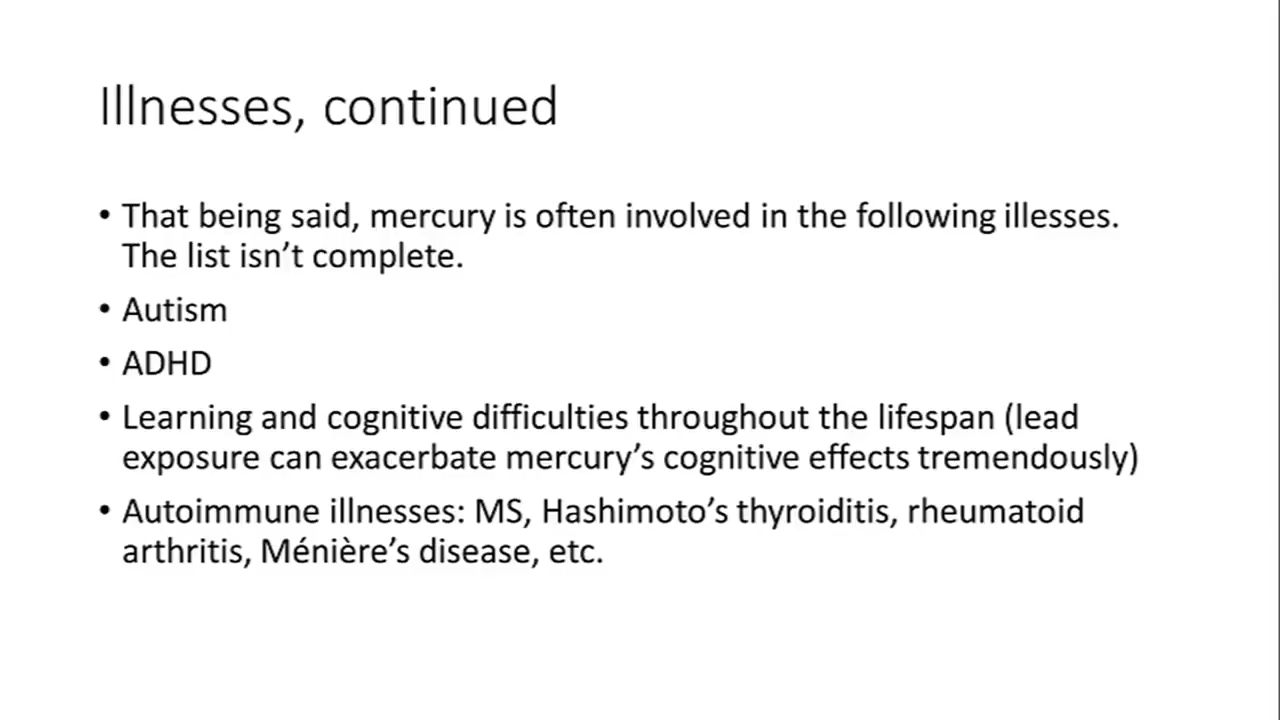 Illnesses, continued
• That being said, mercury is often involved in the following illesses.
The list isn’t complete.
• Autism
• ADHD
• Learning and cognitive difficulties throughout the lifespan (lead
exposure can exacerbate mercury’s cognitive effects tremendously)
• Autoimmune illnesses: MS, Hashimoto’s thyroiditis, rheumatoid
arthritis, Ménière’s disease, etc.